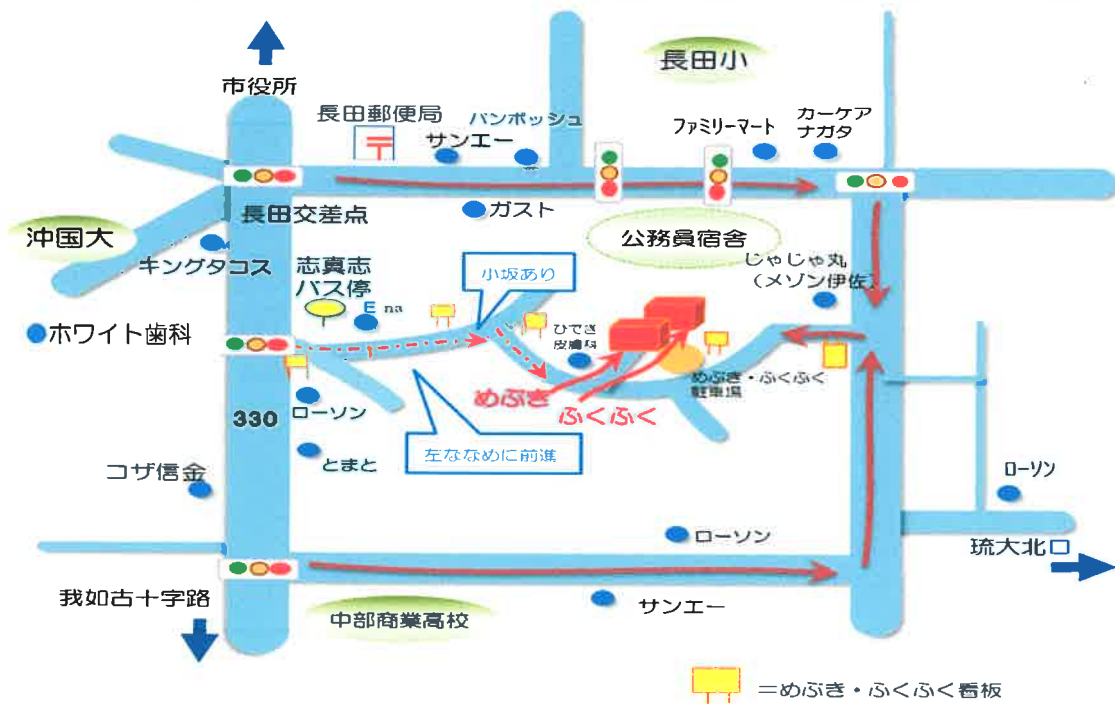 市役所
長田小
長田郵便局
サンエー
パンポッシュ
ファミリーマート
カーケア
ナガタ
長田交差点
ガスト
沖国大
キングタコス
公務員宿舎
志真志
バス停
小坂あり
じゃじゃ丸
(メゾン伊佐)
E na
ホワイト歯科
ひでき
皮膚科
めぶき・ふくふく
駐車場
めぶき
ふくふく
ローソン
330
左ななめに前進
とまと
コザ信金
ローソン
ローソン
琉大北口
我如古十字路
中部商業高校
サンエー
=めぶき・ふくふく看板